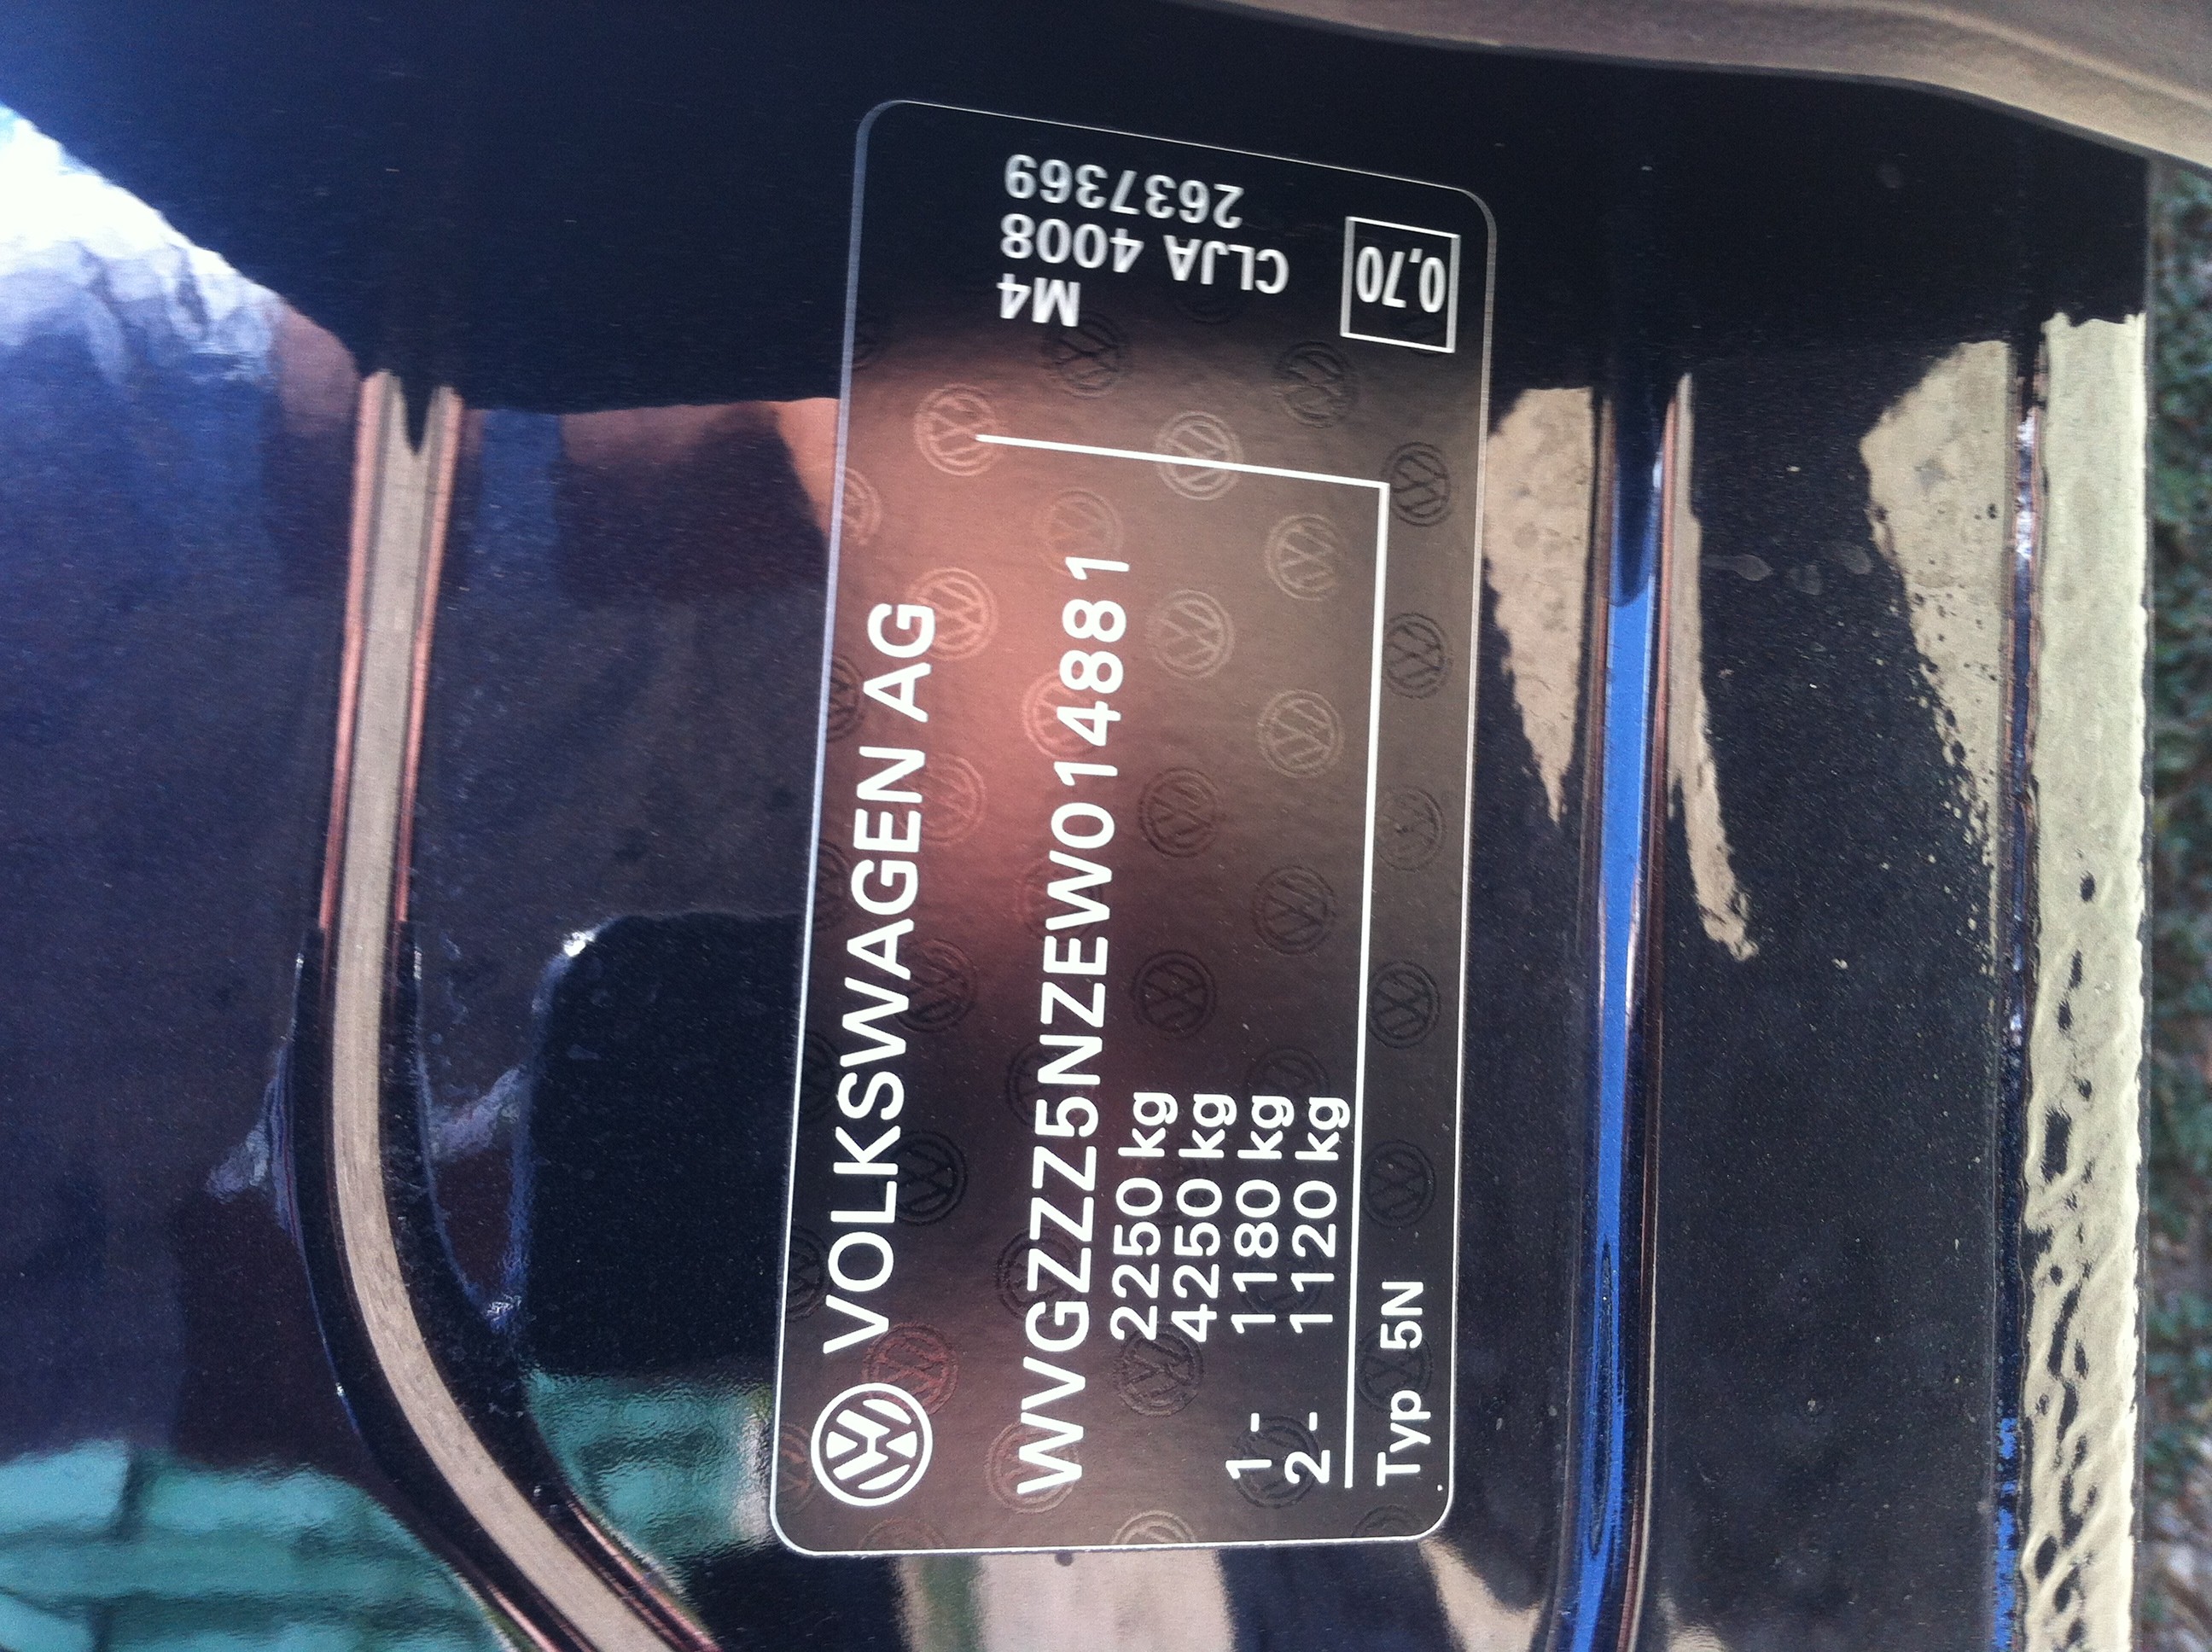 VOLKSWAGEN AG
WVGZZZ5NZEW014881
2250 kg
4250 kg
1- 1180 kg
2- 1120 kg
Typ 5N
M4
CLJA 4008
2637369
0,70